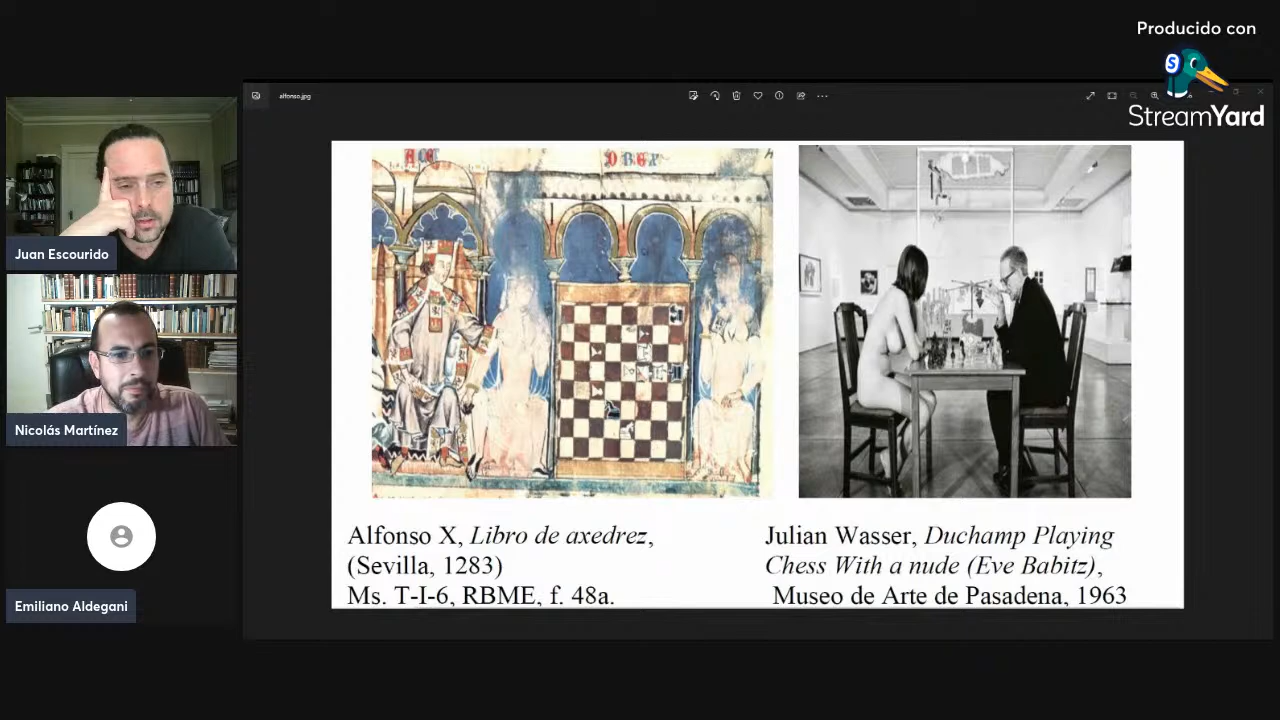 Producido con
StreamYard
alfonso.jpg
Juan Escourido
Nicolás Martínez
Emiliano Aldegani
Alfonso X, Libro de axedrez,
(Sevilla, 1283)
Ms. T-I-6, RBME, f. 48a.
Julian Wasser, Duchamp Playing
Chess With a nude (Eve Babitz),
Museo de Arte de Pasadena, 1963